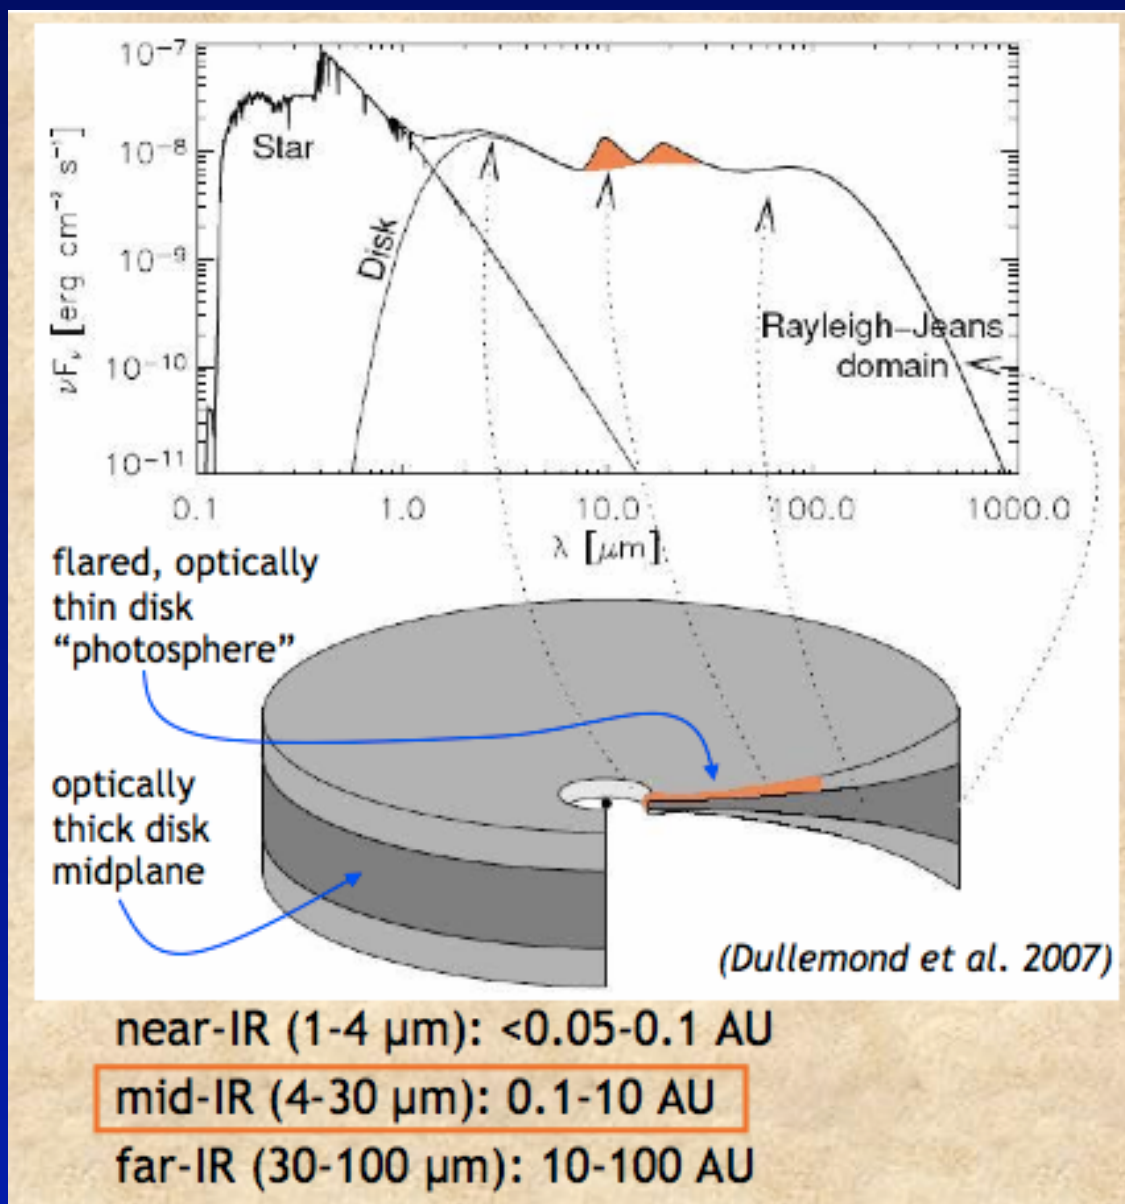 10⁻⁷
10⁻⁸
10⁻⁹
10⁻¹⁰
10⁻¹¹
νFν [erg cm⁻² s⁻¹]
Star
Disk
Rayleigh–Jeans
domain
0.1 1.0 10.0 100.0 1000.0
λ [μm]
flared, optically
thin disk
“photosphere”
optically
thick disk
midplane
(Dullemond et al. 2007)
near-IR (1-4 µm): <0.05-0.1 AU
mid-IR (4-30 µm): 0.1-10 AU
far-IR (30-100 µm): 10-100 AU